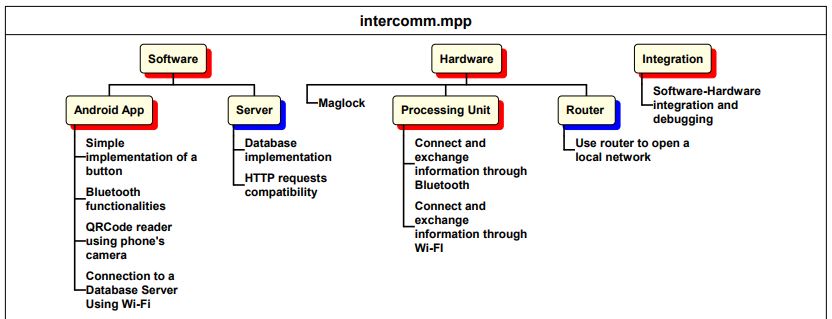 intercomm.mpp
Software
Hardware
Integration
Android App
Server
Maglock
Processing Unit
Router
Software-Hardware
integration and
debugging
Simple
implementation of a
button
Bluetooth
functionalities
QRCode reader
using phone's
camera
Connection to a
Database Server
Using Wi-Fi
Database
implementation
HTTP requests
compatibility
Connect and
exchange
information through
Bluetooth
Connect and
exchange
information through
Wi-FI
Use router to open a
local network